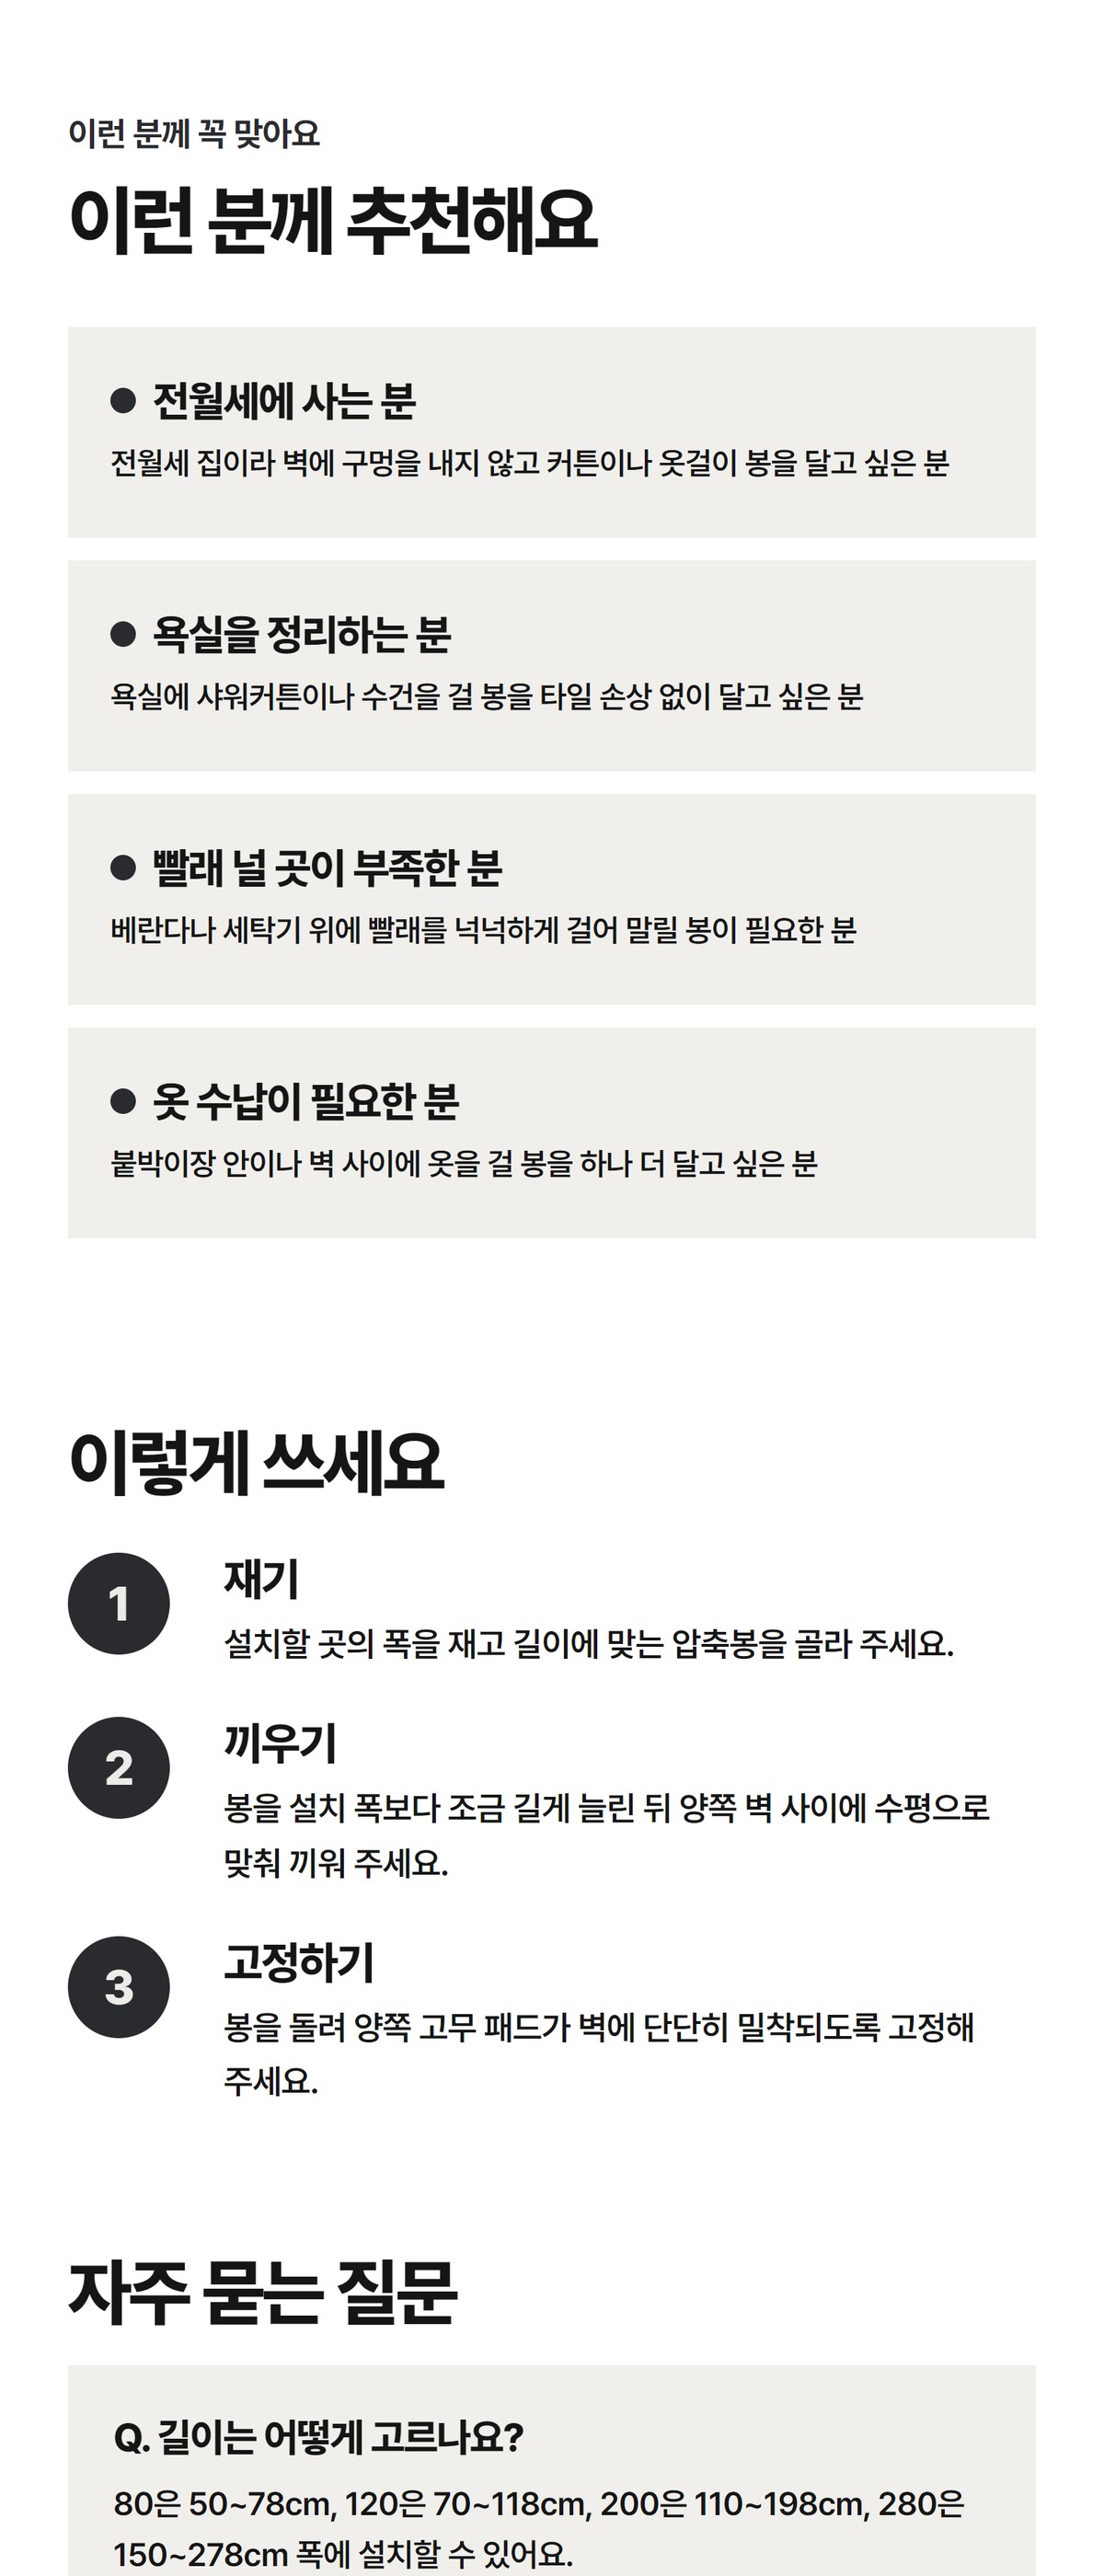 이런 분께 꼭 맞아요
이런 분께 추천해요
전월세에 사는 분
전월세 집이라 벽에 구멍을 내지 않고 커튼이나 옷걸이 봉을 달고 싶은 분
욕실을 정리하는 분
욕실에 샤워커튼이나 수건을 걸 봉을 타일 손상 없이 달고 싶은 분
빨래 널 곳이 부족한 분
베란다나 세탁기 위에 빨래를 넉넉하게 걸어 말릴 봉이 필요한 분
옷 수납이 필요한 분
붙박이장 안이나 벽 사이에 옷을 걸 봉을 하나 더 달고 싶은 분
이렇게 쓰세요
1
재기
설치할 곳의 폭을 재고 길이에 맞는 압축봉을 골라 주세요.
2
끼우기
봉을 설치 폭보다 조금 길게 늘린 뒤 양쪽 벽 사이에 수평으로
맞춰 끼워 주세요.
3
고정하기
봉을 돌려 양쪽 고무 패드가 벽에 단단히 밀착되도록 고정해
주세요.
자주 묻는 질문
Q. 길이는 어떻게 고르나요?
80은 50~78cm, 120은 70~118cm, 200은 110~198cm, 280은
150~278cm 폭에 설치할 수 있어요.